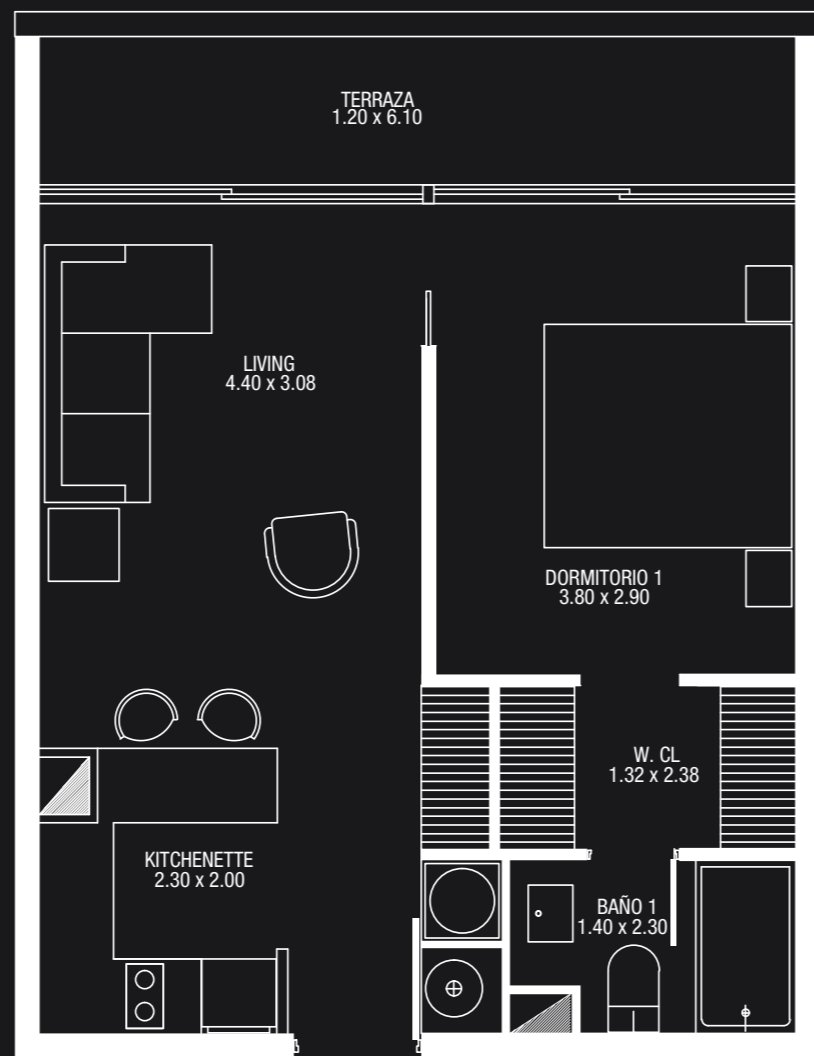 TERRAZA
1.20 x 6.10
LIVING
4.40 x 3.08
DORMITORIO 1
3.80 x 2.90
W. CL
1.32 x 2.38
KITCHENETTE
2.30 x 2.00
BAÑO 1
1.40 x 2.30